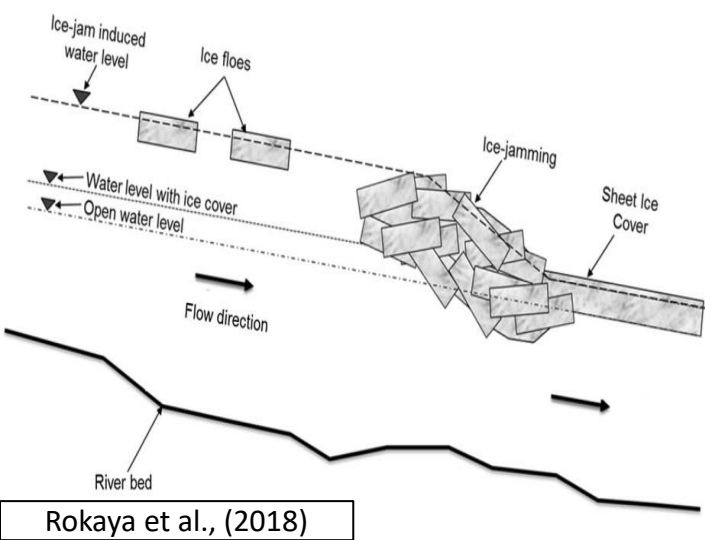 Ice-jam induced
water level
Ice floes
Ice-jamming
Sheet Ice
Cover
Water level with ice cover
Open water level
Flow direction
River bed
Rokaya et al., (2018)